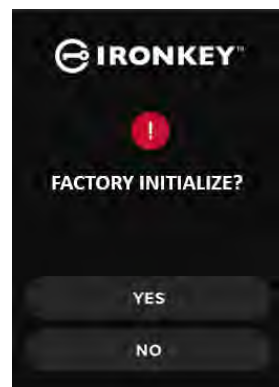 IRONKEY™
!
FACTORY INITIALIZE?
YES
NO